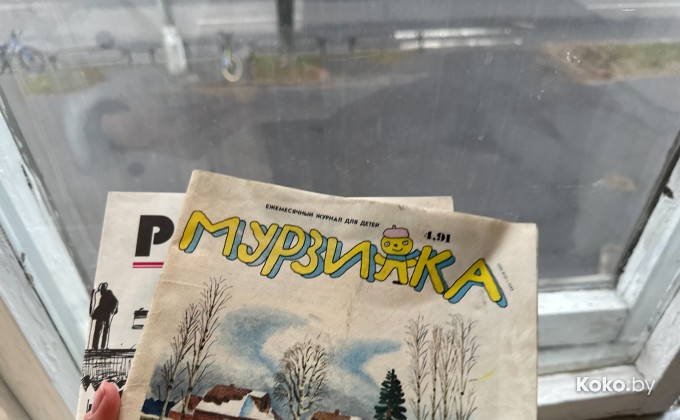 ЕЖЕМЕСЯЧНЫЙ ЖУРНАЛ ДЛЯ ДЕТЕЙ
4.91
МУРЗИЛКА
Р
Koko.by